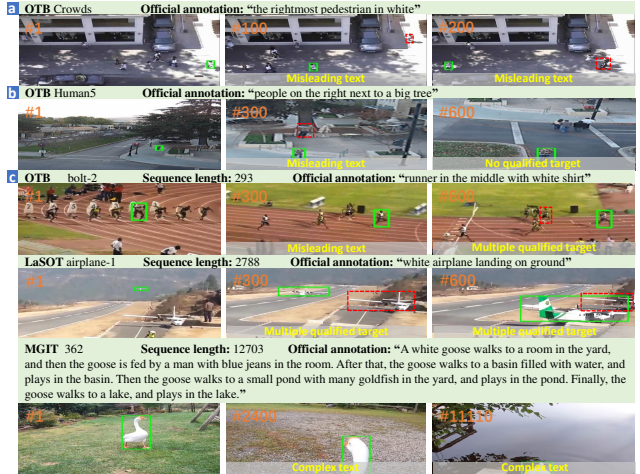 a OTB Crowds Official annotation: “the rightmost pedestrian in white”
#1 #100 #200
Misleading text Misleading text
b OTB Human5 Official annotation: “people on the right next to a big tree”
#1 #300 #600
Misleading text No qualified target
c OTB bolt-2 Sequence length: 293 Official annotation: “runner in the middle with white shirt”
#1 #300 #600
Misleading text Multiple qualified target
LaSOT airplane-1 Sequence length: 2788 Official annotation: “white airplane landing on ground”
#1 #300 #600
Multiple qualified target Multiple qualified target
MGIT 362 Sequence length: 12703 Official annotation: “A white goose walks to a room in the yard,
and then the goose is fed by a man with blue jeans in the room. After that, the goose walks to a basin filled with water, and
plays in the basin. Then the goose walks to a small pond with many goldfish in the yard, and plays in the pond. Finally, the
goose walks to a lake, and plays in the lake.”
#1 #2400 #11110
Complex text Complex text